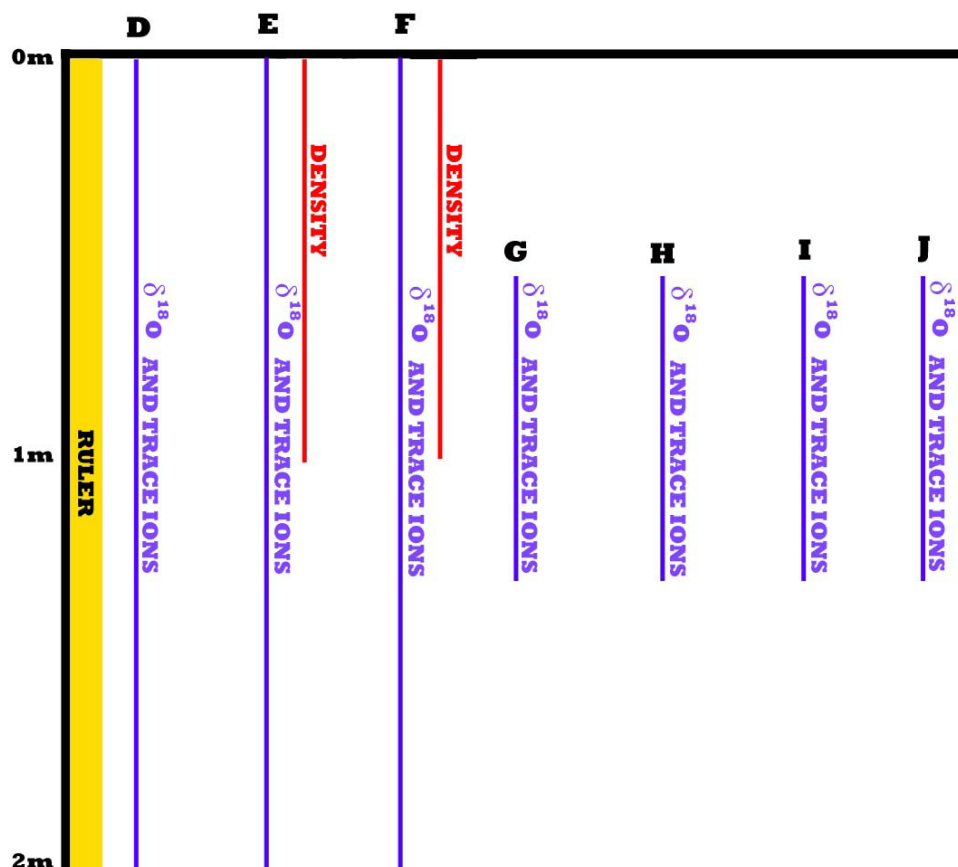 D E F
0m
DENSITY
DENSITY
G H I J
δ¹⁸O AND TRACE IONS
δ¹⁸O AND TRACE IONS
δ¹⁸O AND TRACE IONS
δ¹⁸O AND TRACE IONS
δ¹⁸O AND TRACE IONS
δ¹⁸O AND TRACE IONS
δ¹⁸O AND TRACE IONS
RULER
1m
2m